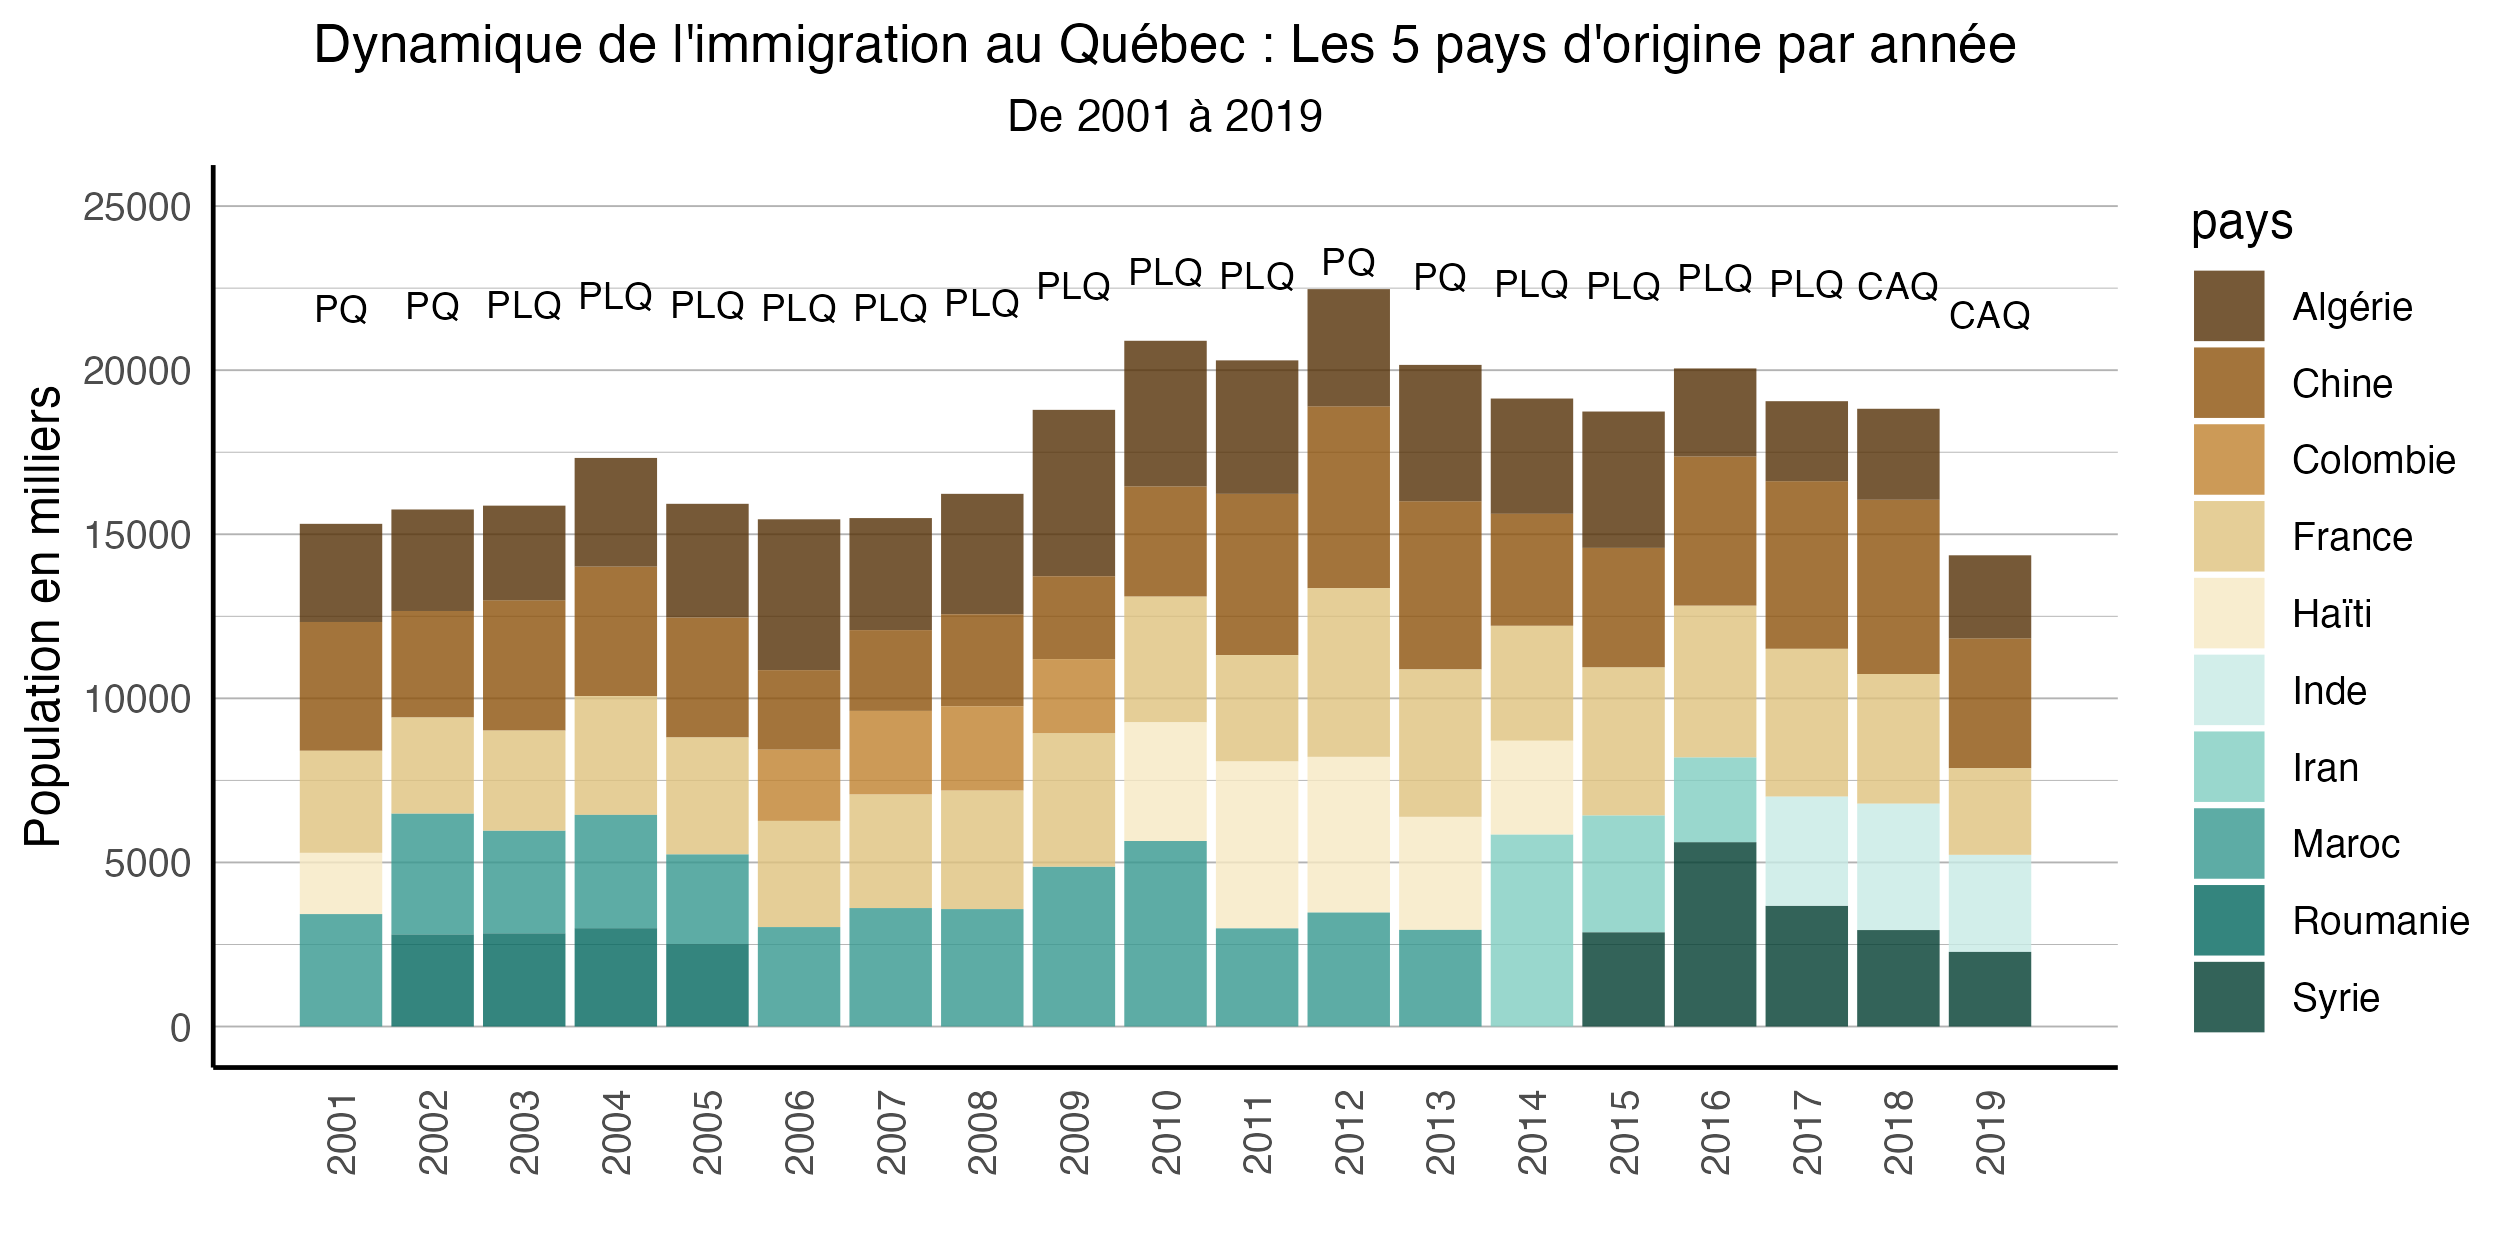 Dynamique de l'immigration au Québec : Les 5 pays d'origine par année
De 2001 à 2019
Population en milliers
25000
20000
15000
10000
5000
0
PQ PQ PLQ PLQ PLQ PLQ PLQ PLQ PLQ PLQ PLQ PQ PQ PLQ PLQ PLQ PLQ CAQ CAQ
2001 2002 2003 2004 2005 2006 2007 2008 2009 2010 2011 2012 2013 2014 2015 2016 2017 2018 2019
pays
Algérie
Chine
Colombie
France
Haïti
Inde
Iran
Maroc
Roumanie
Syrie